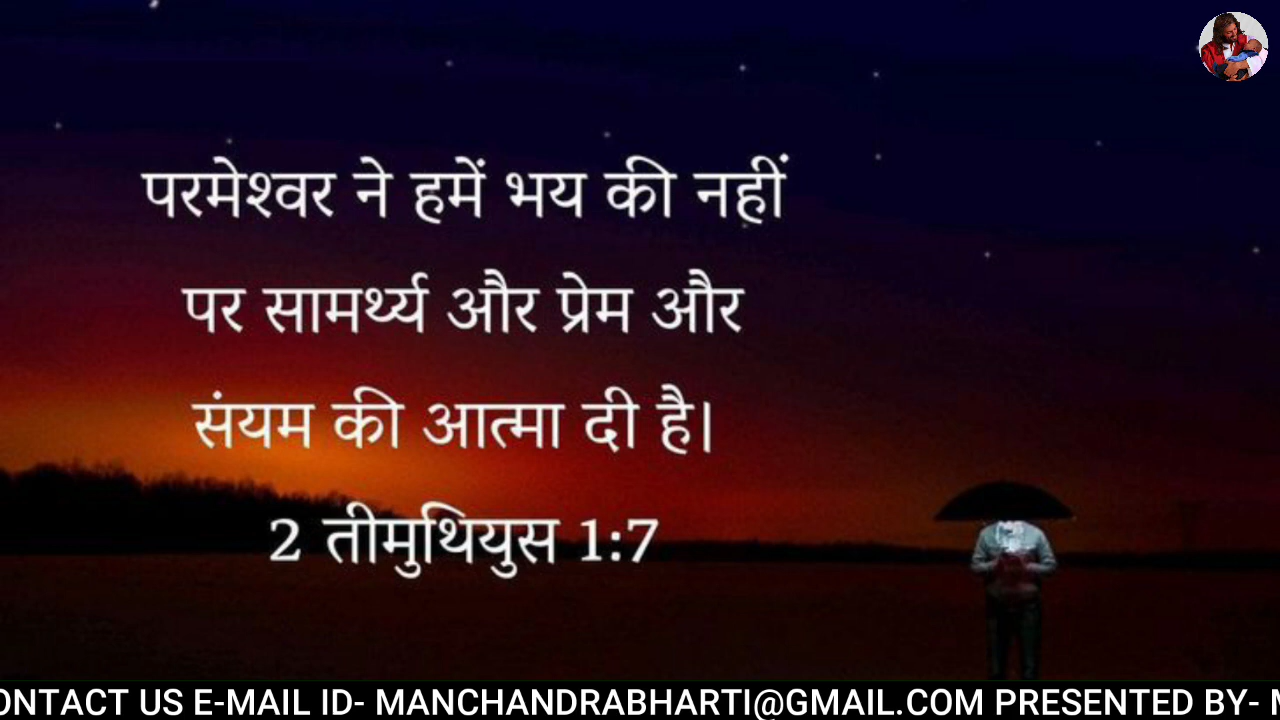 परमेश्वर ने हमें भय की नहीं
पर सामर्थ्य और प्रेम और
संयम की आत्मा दी है।
2 तीमुथियुस 1:7
ONTACT US E-MAIL ID- MANCHANDRABHARTI@GMAIL.COM PRESENTED BY- M